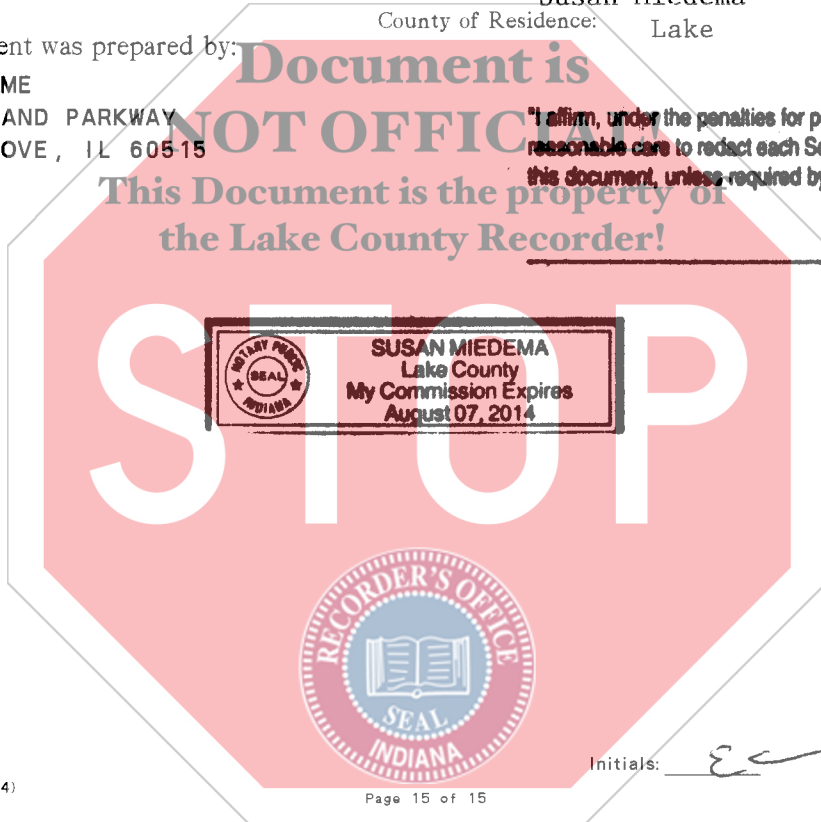 Susan Miedema
County of Residence: Lake
ent was prepared by:
Document is
ME
AND PARKWAY
NOT OFFICIAL!
"I affirm, under the penalties for p
OVE, IL 60515
reasonable care to redact each S
This Document is the property of
this document, unless required by
the Lake County Recorder!
STOP
NOTARY PUBLIC
SEAL
INDIANA
SUSAN MIEDEMA
Lake County
My Commission Expires
August 07, 2014
RECORDER'S OFFICE
SEAL
INDIANA
Initials: EC
4)
Page 15 of 15